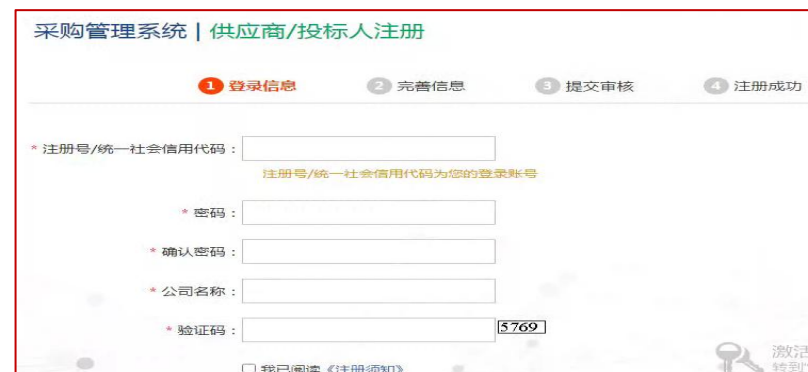 采购管理系统 | 供应商/投标人注册
1 登录信息 2 完善信息 3 提交审核 4 注册成功
* 注册号/统一社会信用代码：
注册号/统一社会信用代码为您的登录账号
* 密码：
* 确认密码：
* 公司名称：
* 验证码： 5769
激活
我已阅读《注册须知》
转到"